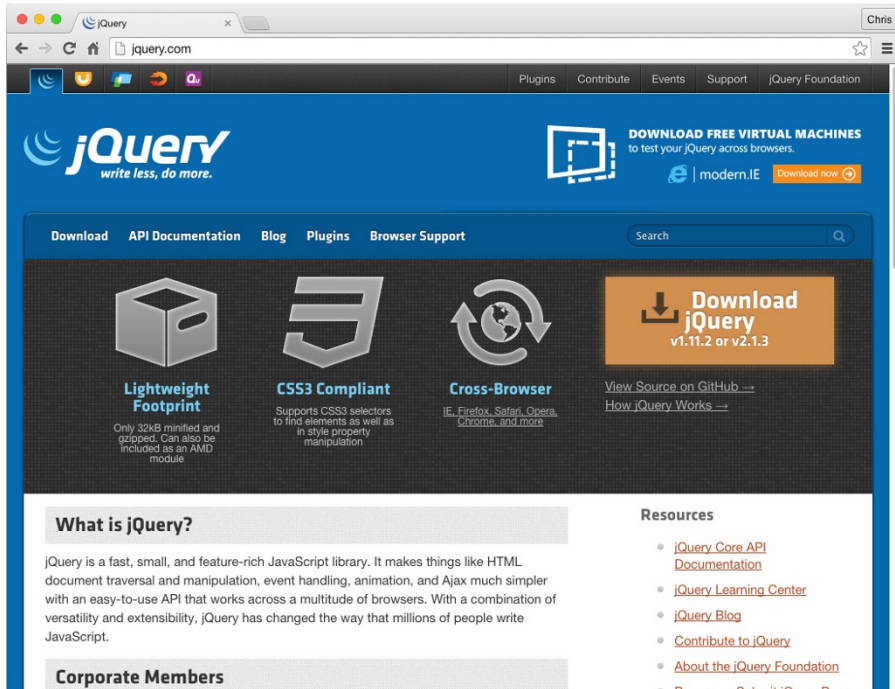 jQuery
Chris
jquery.com
Plugins Contribute Events Support jQuery Foundation
jQuery
write less, do more.
DOWNLOAD FREE VIRTUAL MACHINES
to test your jQuery across browsers.
modern.IE Download now
Download API Documentation Blog Plugins Browser Support Search
Lightweight
Footprint
Only 32kB minified and
gzipped. Can also be
included as an AMD
module
CSS3 Compliant
Supports CSS3 selectors
to find elements as well as
in style property
manipulation
Cross-Browser
IE, Firefox, Safari, Opera,
Chrome, and more
Download
jQuery
v1.11.2 or v2.1.3
View Source on GitHub →
How jQuery Works →
What is jQuery?
jQuery is a fast, small, and feature-rich JavaScript library. It makes things like HTML
document traversal and manipulation, event handling, animation, and Ajax much simpler
with an easy-to-use API that works across a multitude of browsers. With a combination of
versatility and extensibility, jQuery has changed the way that millions of people write
JavaScript.
Corporate Members
Resources
jQuery Core API
Documentation
jQuery Learning Center
jQuery Blog
Contribute to jQuery
About the jQuery Foundation